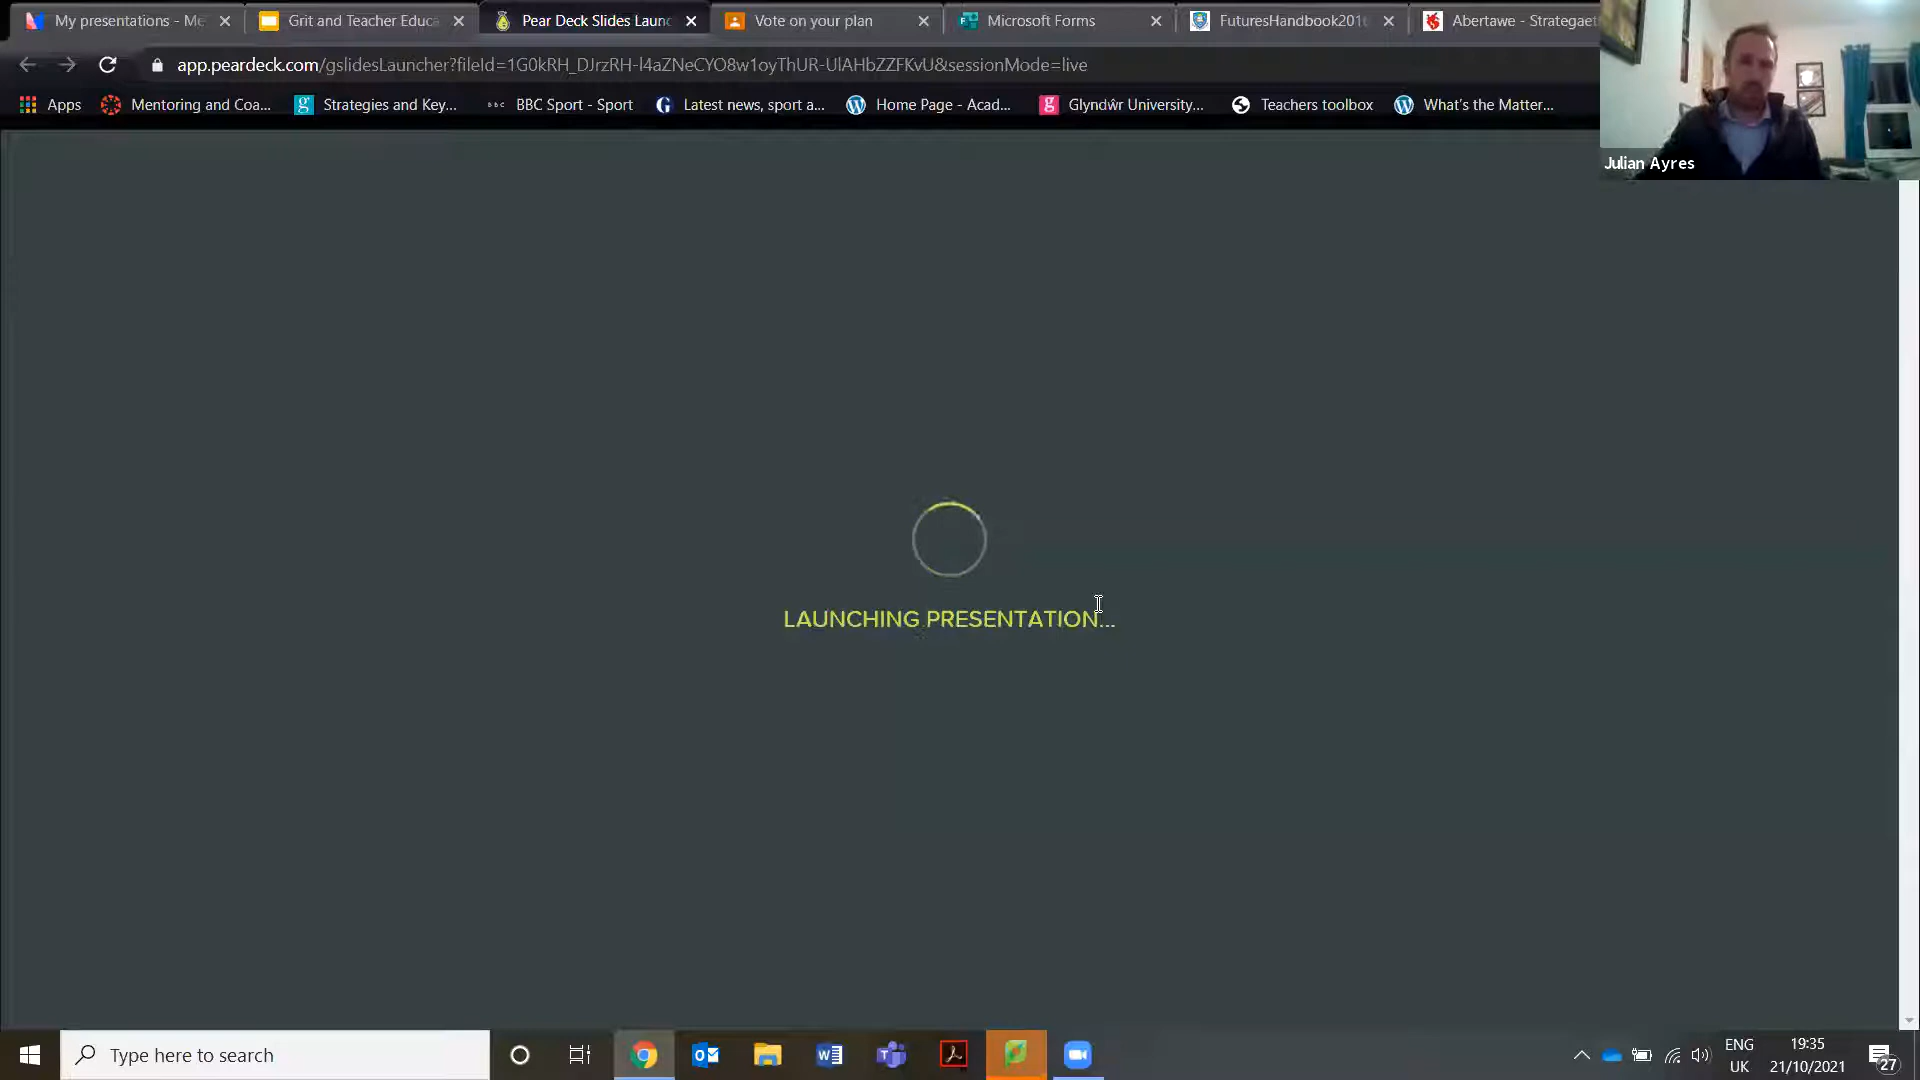 My presentations - Me
Grit and Teacher Educa
Pear Deck Slides Launc
Vote on your plan
Microsoft Forms
FuturesHandbook201
Abertawe - Strategaet
app.peardeck.com/gslidesLauncher?fileId=1G0kRH_DJrzRH-l4aZNeCYO8w1oyThUR-UlAHbZZFKvU&sessionMode=live
Apps
Mentoring and Coa...
Strategies and Key...
BBC
BBC Sport - Sport
Latest news, sport a...
Home Page - Acad...
Glyndŵr University...
Teachers toolbox
What's the Matter...
Julian Ayres
LAUNCHING PRESENTATION...
Type here to search
ENG
UK
19:35
21/10/2021
27